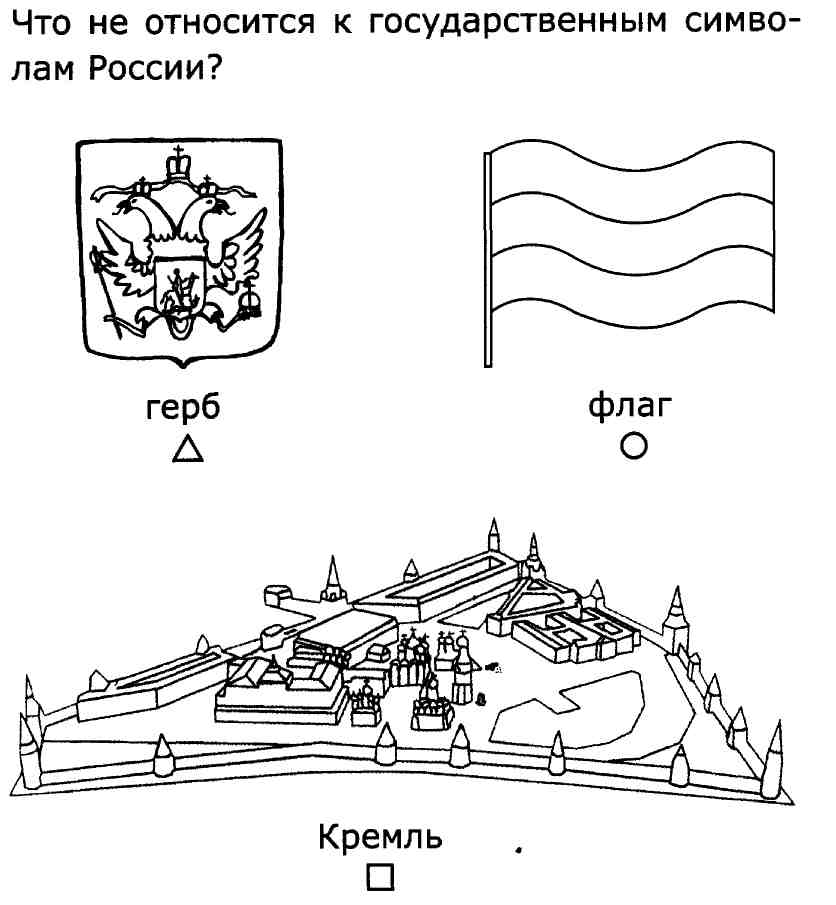 Что не относится к государственным симво-
лам России?
герб
флаг
Кремль